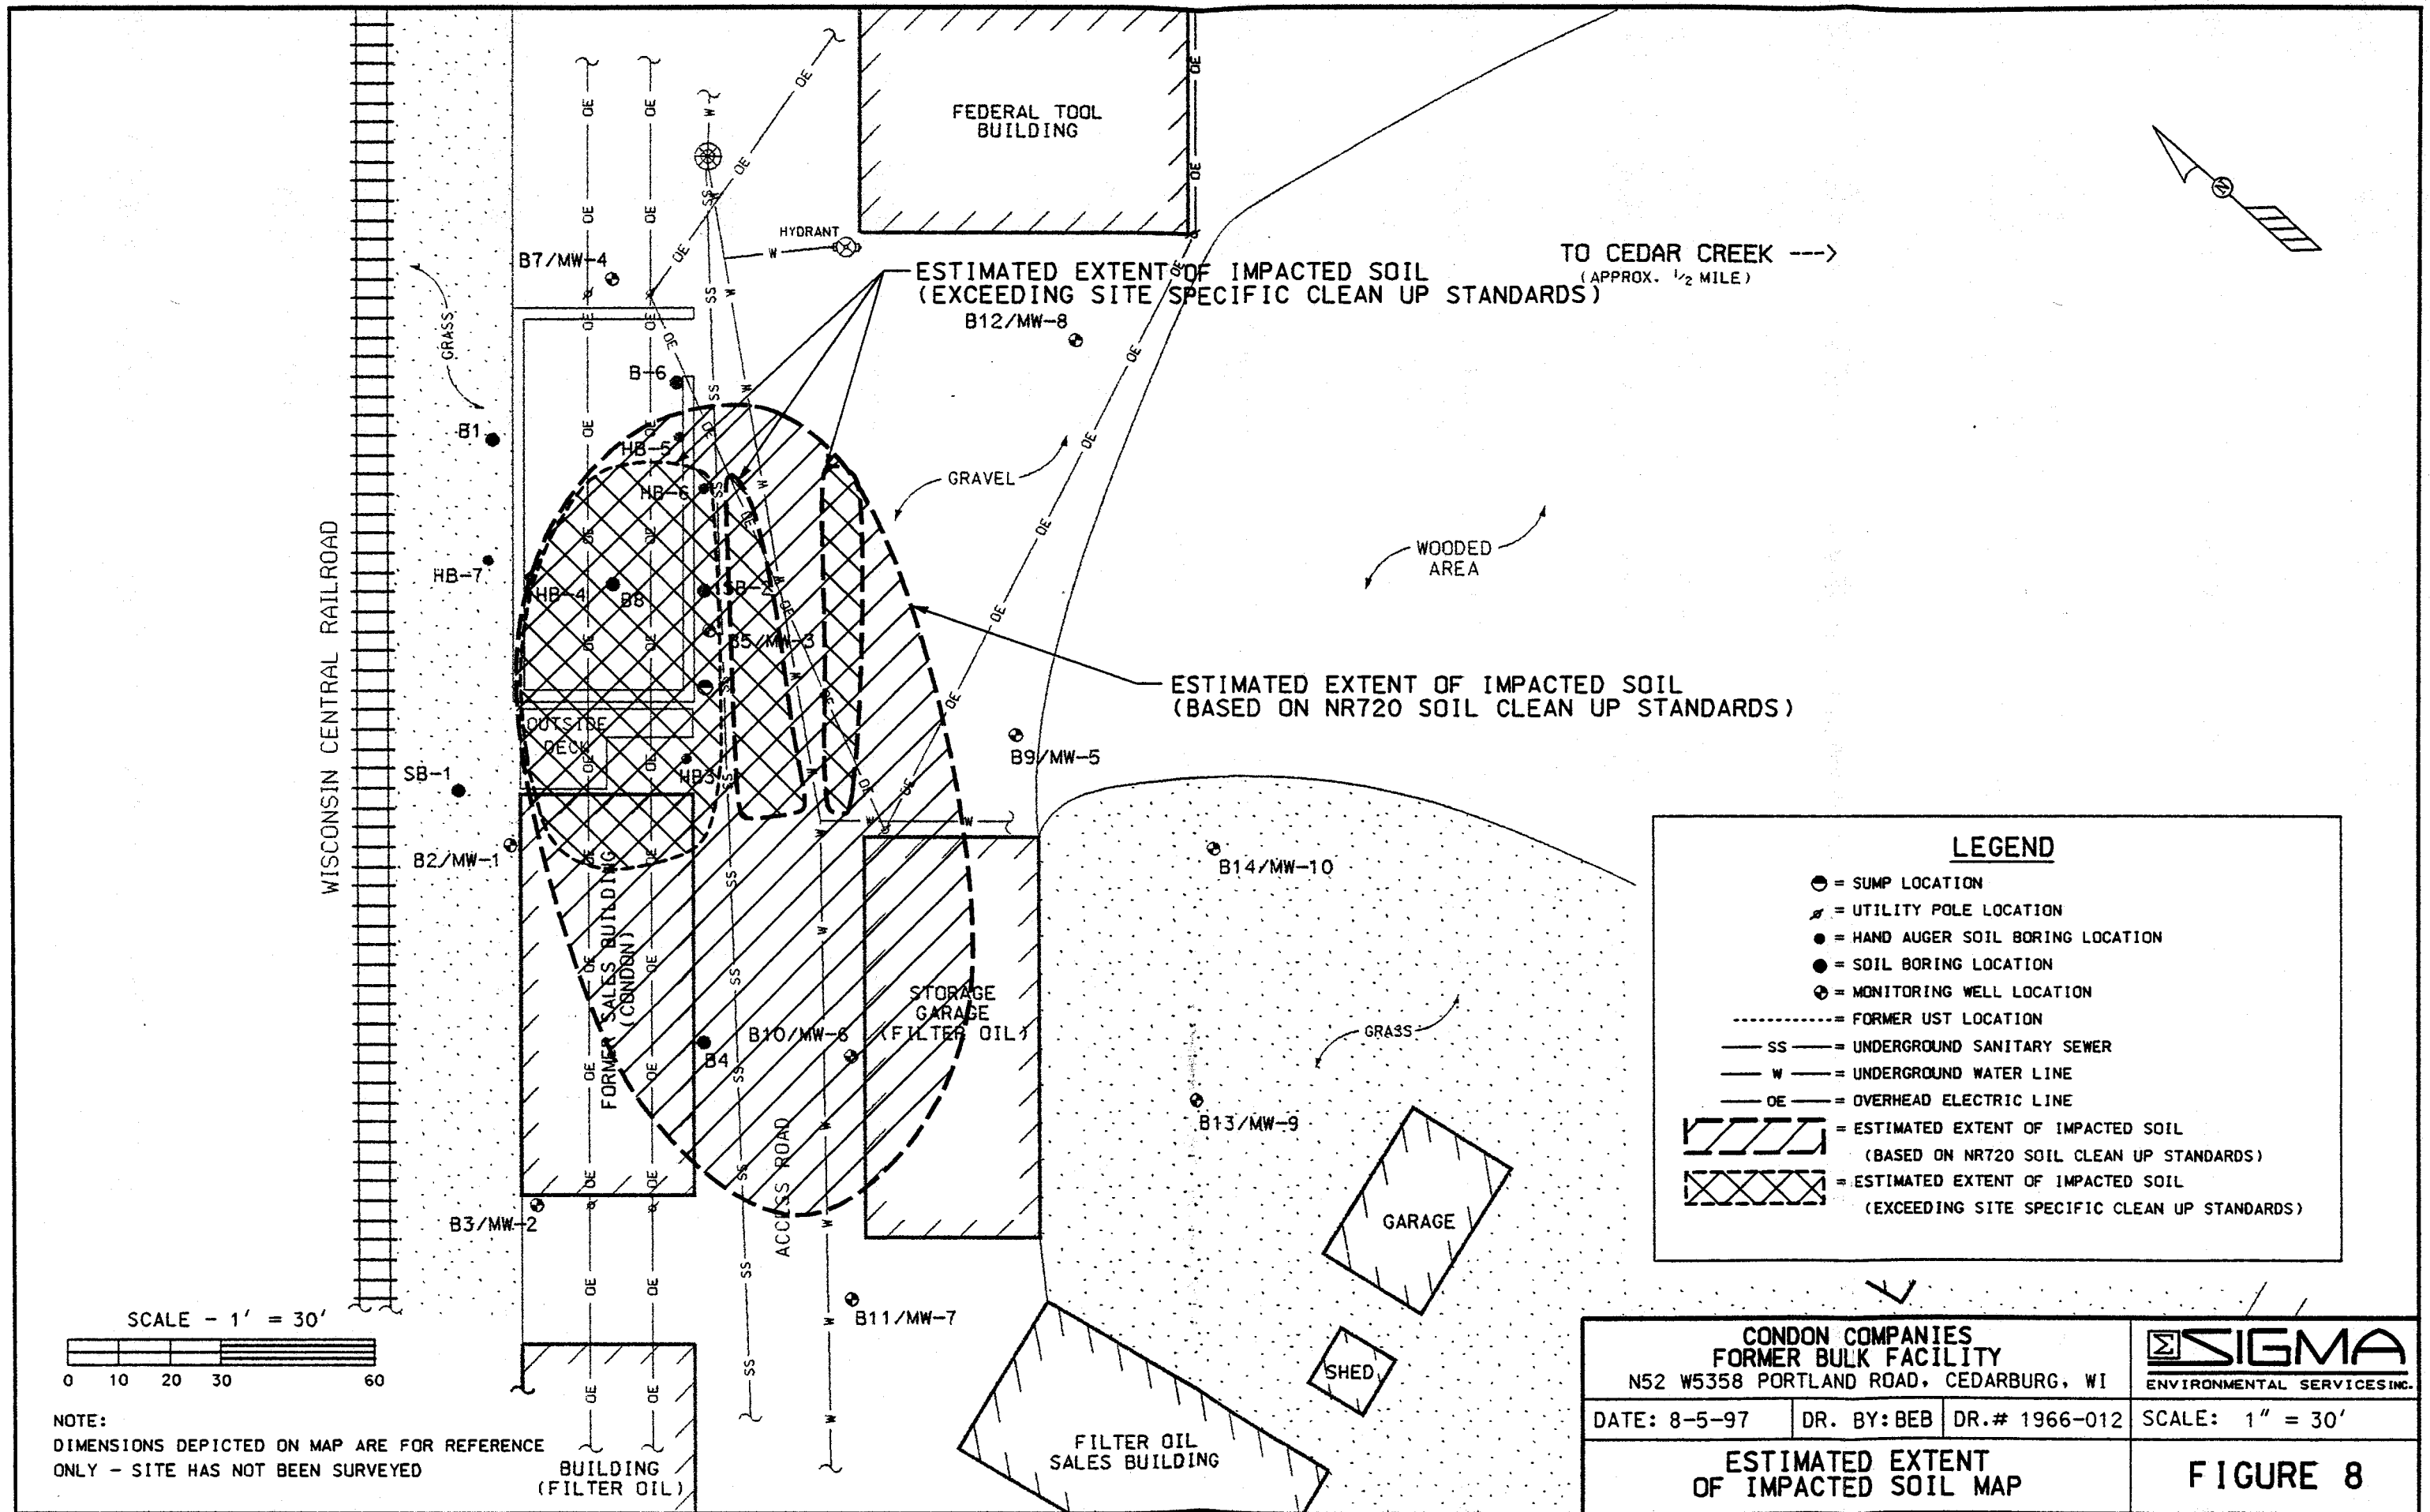 FEDERAL TOOL
BUILDING
HYDRANT
B7/MW-4
TO CEDAR CREEK --->
(APPROX. 1/2 MILE)
ESTIMATED EXTENT OF IMPACTED SOIL
(EXCEEDING SITE SPECIFIC CLEAN UP STANDARDS)
B12/MW-8
GRASS
B-6
B1
HB-5
HB-6
GRAVEL
WOODED
AREA
WISCONSIN CENTRAL RAILROAD
HB-7
HB-4
B8
SB-2
B5/MW-3
ESTIMATED EXTENT OF IMPACTED SOIL
(BASED ON NR720 SOIL CLEAN UP STANDARDS)
OUTSIDE
DECK
B9/MW-5
SB-1
HB3
B2/MW-1
B14/MW-10
FORMER SALES BUILDING
(CONDON)
STORAGE
GARAGE
(FILTER OIL)
B10/MW-6
B4
GRASS
B13/MW-9
ACCESS ROAD
B3/MW-2
GARAGE
B11/MW-7
SHED
FILTER OIL
SALES BUILDING
BUILDING
(FILTER OIL)
N
OE
SS
W
LEGEND
= SUMP LOCATION
= UTILITY POLE LOCATION
= HAND AUGER SOIL BORING LOCATION
= SOIL BORING LOCATION
= MONITORING WELL LOCATION
= FORMER UST LOCATION
SS = UNDERGROUND SANITARY SEWER
W = UNDERGROUND WATER LINE
OE = OVERHEAD ELECTRIC LINE
= ESTIMATED EXTENT OF IMPACTED SOIL
(BASED ON NR720 SOIL CLEAN UP STANDARDS)
= ESTIMATED EXTENT OF IMPACTED SOIL
(EXCEEDING SITE SPECIFIC CLEAN UP STANDARDS)
SCALE - 1' = 30'
0 10 20 30 60
NOTE:
DIMENSIONS DEPICTED ON MAP ARE FOR REFERENCE
ONLY - SITE HAS NOT BEEN SURVEYED
CONDON COMPANIES
FORMER BULK FACILITY
N52 W5358 PORTLAND ROAD, CEDARBURG, WI
Σ SIGMA
ENVIRONMENTAL SERVICES INC.
DATE: 8-5-97 DR. BY: BEB DR.# 1966-012 SCALE: 1" = 30'
ESTIMATED EXTENT
OF IMPACTED SOIL MAP
FIGURE 8